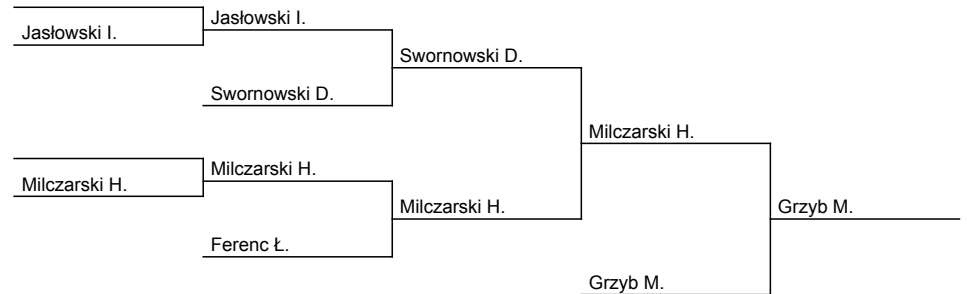 Jasłowski I.
Jasłowski I.
Swornowski D.
Swornowski D.
Milczarski H.
Milczarski H.
Milczarski H.
Milczarski H.
Grzyb M.
Ferenc Ł.
Grzyb M.